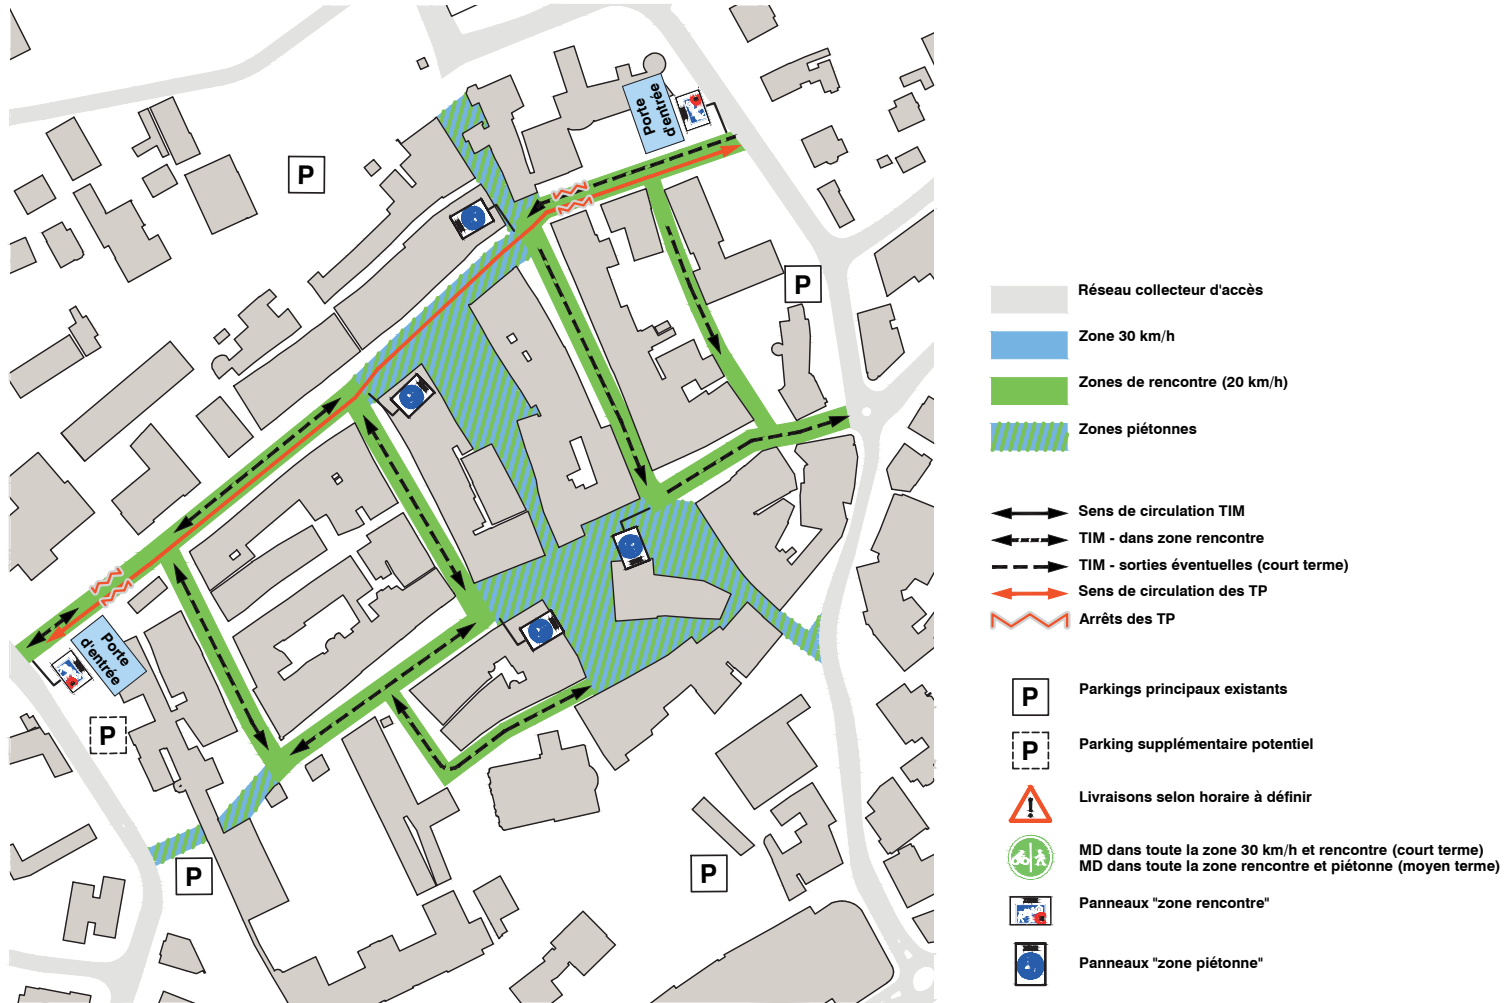 Porte
d'entrée
P
P
Porte
d'entrée
P
P
P
Réseau collecteur d'accès
Zone 30 km/h
Zones de rencontre (20 km/h)
Zones piétonnes
Sens de circulation TIM
TIM - dans zone rencontre
TIM - sorties éventuelles (court terme)
Sens de circulation des TP
Arrêts des TP
P Parkings principaux existants
P Parking supplémentaire potentiel
Livraisons selon horaire à définir
MD dans toute la zone 30 km/h et rencontre (court terme)
MD dans toute la zone rencontre et piétonne (moyen terme)
Panneaux "zone rencontre"
Panneaux "zone piétonne"